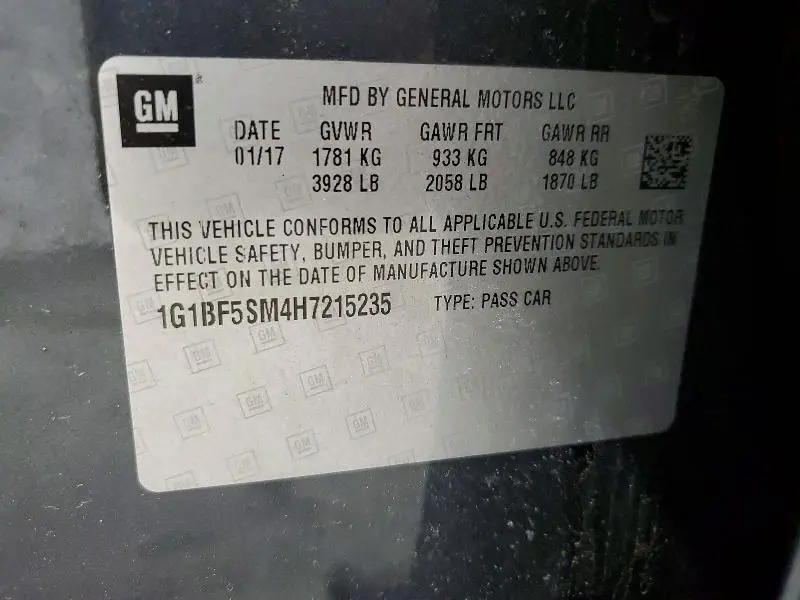 GM
MFD BY GENERAL MOTORS LLC
DATE GVWR GAWR FRT GAWR RR
01/17 1781 KG 933 KG 848 KG
3928 LB 2058 LB 1870 LB
THIS VEHICLE CONFORMS TO ALL APPLICABLE U.S. FEDERAL MOTOR
VEHICLE SAFETY, BUMPER, AND THEFT PREVENTION STANDARDS IN
EFFECT ON THE DATE OF MANUFACTURE SHOWN ABOVE.
1G1BF5SM4H7215235 TYPE: PASS CAR